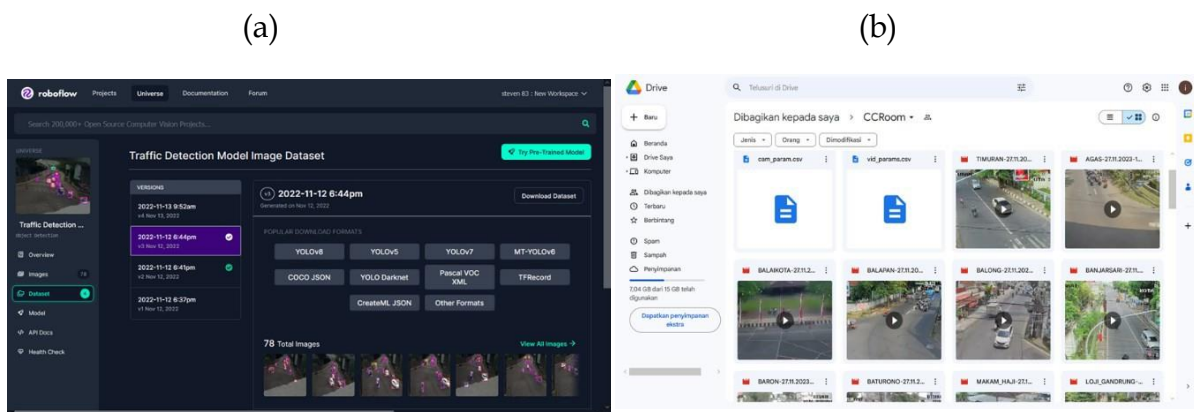 (a)
(b)
roboflow Projects Universe Documentation Forum steven 83 : New Workspace
Search 200,000+ Open Source Computer Vision Projects...
UNIVERSE
Traffic Detection ...
Object Detection
Overview
Images 78
Dataset 4
Model
API Docs
Health Check
Traffic Detection Model Image Dataset
Try Pre-Trained Model
VERSIONS
2022-11-13 9:52am
v4 Nov 13, 2022
2022-11-12 6:44pm
v3 Nov 12, 2022
2022-11-12 6:41pm
v2 Nov 12, 2022
2022-11-12 6:37pm
v1 Nov 12, 2022
v3 2022-11-12 6:44pm
Generated on Nov 12, 2022
Download Dataset
POPULAR DOWNLOAD FORMATS
YOLOv8 YOLOv5 YOLOv7 MT-YOLOv6
COCO JSON YOLO Darknet Pascal VOC XML TFRecord
CreateML JSON Other Formats
78 Total Images
View All Images →
Drive
Telusuri di Drive
+ Baru
Beranda
Drive Saya
Komputer
Dibagikan kepada saya
Terbaru
Berbintang
Spam
Sampah
Penyimpanan
7,04 GB dari 15 GB telah
digunakan
Dapatkan penyimpanan
ekstra
Dibagikan kepada saya > CCRoom
Jenis Orang Dimodifikasi
cam_param.csv
vid_params.csv
TIMURAN-27.11.20...
AGAS-27.11.2023-1...
BALAIKOTA-27.11.2...
BALAPAN-27.11.20...
BALONG-27.11.202...
BANJARSARI-27.11....
BARON-27.11.2023...
BATURONO-27.11.2...
MAKAM_HAJI-27.1...
LOJI_GANDRUNG-...